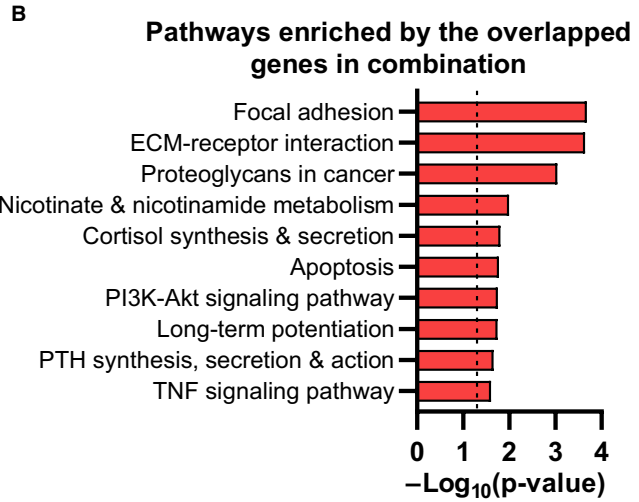 B
Pathways enriched by the overlapped
genes in combination
Focal adhesion
ECM-receptor interaction
Proteoglycans in cancer
Nicotinate & nicotinamide metabolism
Cortisol synthesis & secretion
Apoptosis
PI3K-Akt signaling pathway
Long-term potentiation
PTH synthesis, secretion & action
TNF signaling pathway
0 1 2 3 4
–Log10(p-value)